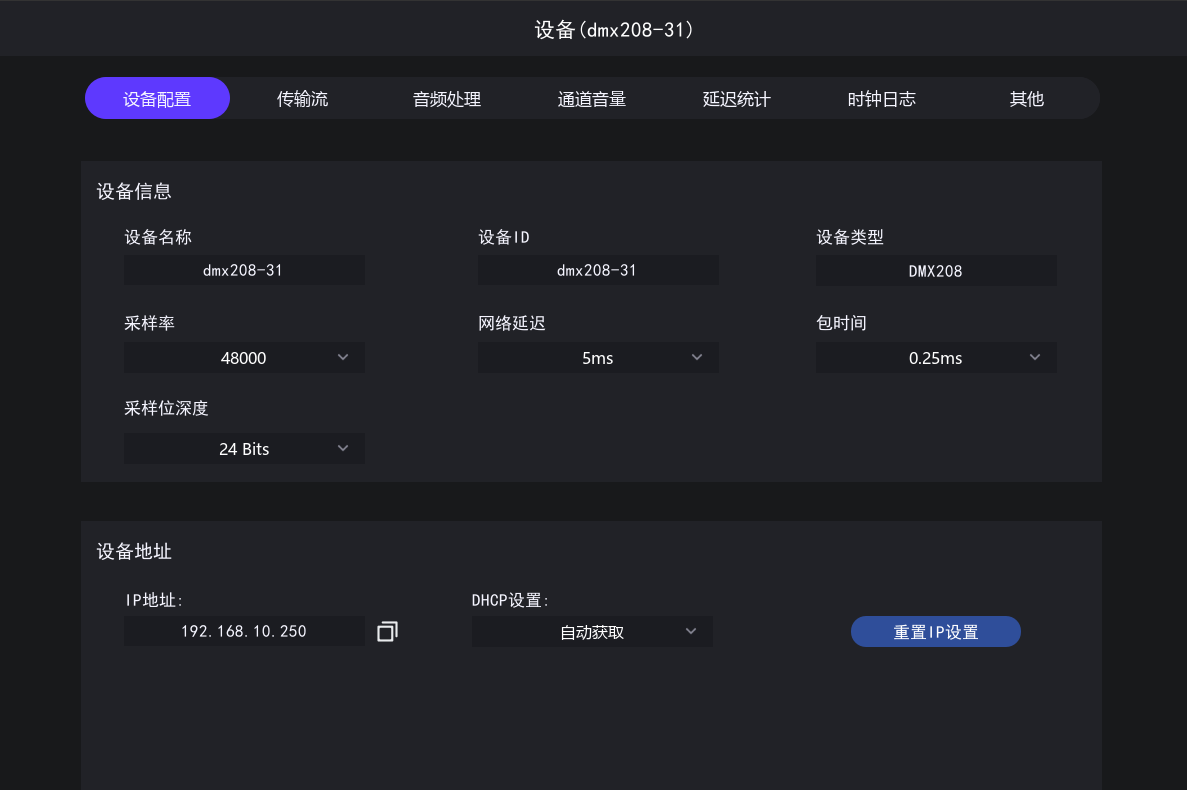 设备(dmx208-31)
设备配置 传输流 音频处理 通道音量 延迟统计 时钟日志 其他
设备信息
设备名称 设备ID 设备类型
dmx208-31 dmx208-31 DMX208
采样率 网络延迟 包时间
48000 5ms 0.25ms
采样位深度
24 Bits
设备地址
IP地址: DHCP设置:
192.168.10.250 自动获取 重置IP设置